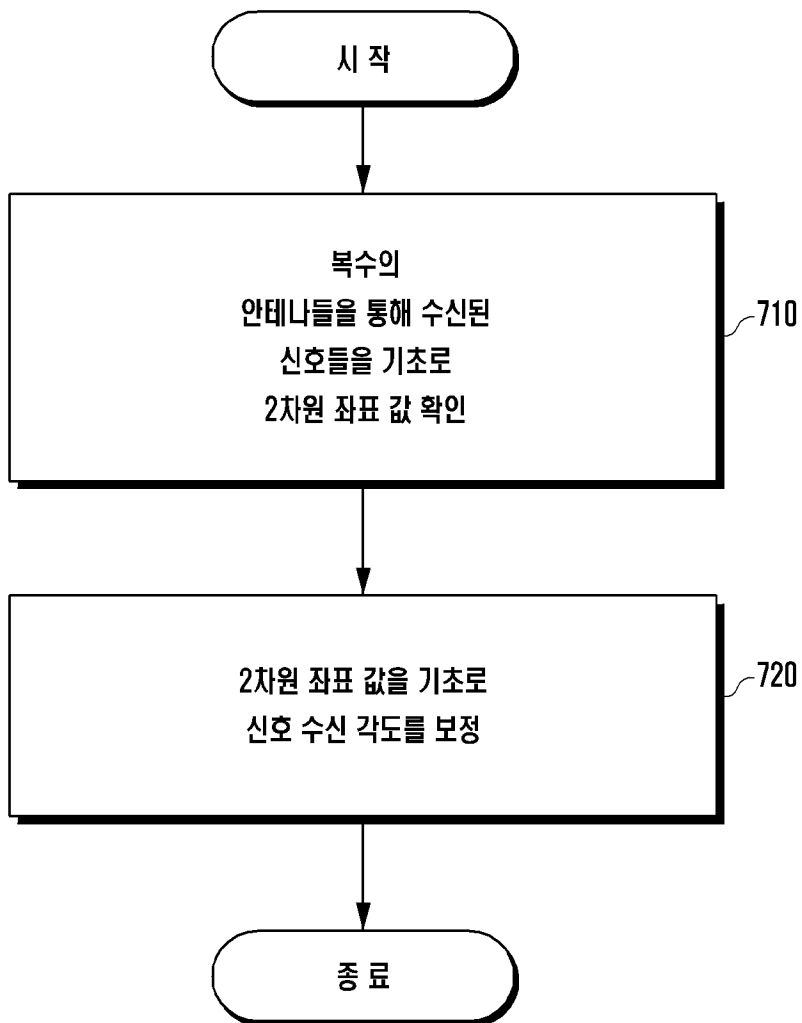 시 작
복수의
안테나들을 통해 수신된
신호들을 기초로
2차원 좌표 값 확인
710
2차원 좌표 값을 기초로
신호 수신 각도를 보정
720
종 료